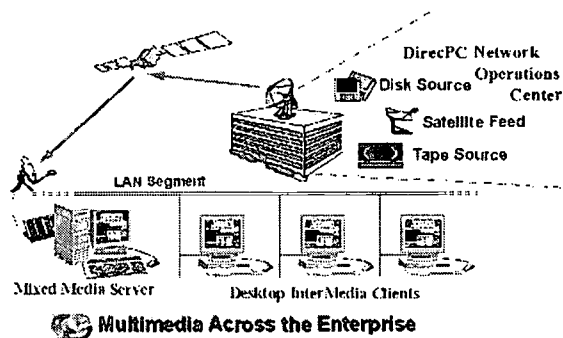 DirecPC Network
Operations
Center
Disk Source
Satellite Feed
Tape Source
LAN Segment
Mixed Media Server
Desktop InterMedia Clients
Multimedia Across the Enterprise